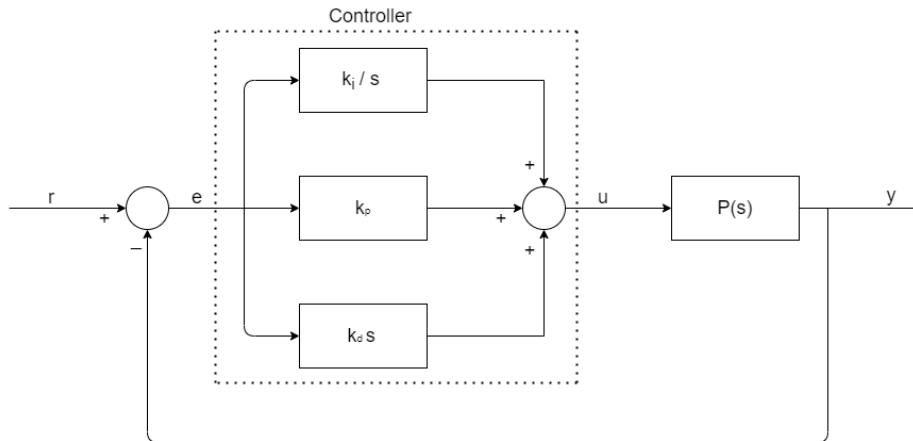 Controller
kᵢ / s
+
r
+
e
kₚ
+
u
P(s)
y
−
+
k_d s